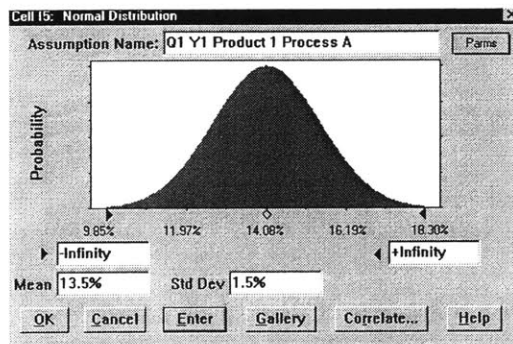 Cell I5: Normal Distribution
Assumption Name: Q1 Y1 Product 1 Process A Parms
Probability
9.85% 11.97% 14.08% 16.19% 18.30%
-Infinity +Infinity
Mean 13.5% Std Dev 1.5%
OK Cancel Enter Gallery Correlate... Help